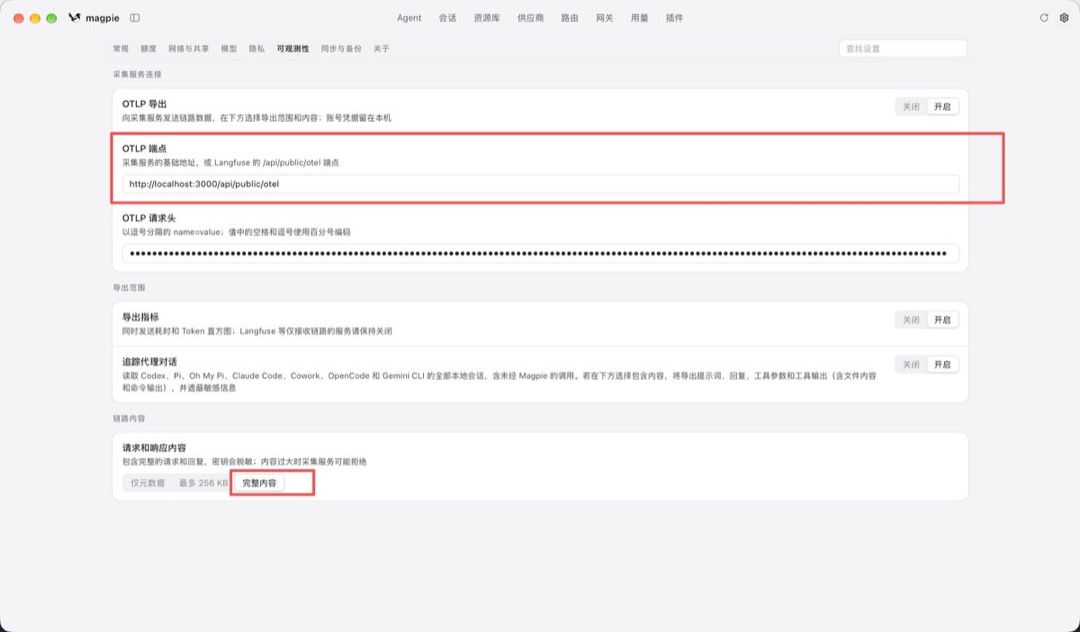 magpie
Agent 会话 资源库 供应商 路由 网关 用量 插件
常规 额度 网络与共享 模型 隐私 可观测性 同步与备份 关于
查找设置
采集服务连接
OTLP 导出
向采集服务发送链路数据，在下方选择导出范围和内容；账号凭据留在本机
关闭 开启
OTLP 端点
采集服务的基础地址，或 Langfuse 的 /api/public/otel 端点
http://localhost:3000/api/public/otel
OTLP 请求头
以逗号分隔的 name=value；值中的空格和逗号使用百分号编码
导出范围
导出指标
同时发送耗时和 Token 直方图；Langfuse 等仅接收链路的服务请保持关闭
关闭 开启
追踪代理对话
读取 Codex、Pi、Oh My Pi、Claude Code、Cowork、OpenCode 和 Gemini CLI 的全部本地会话，含未经 Magpie 的调用。若在下方选择包含内容，将导出提示词、回复、工具参数和工具输出（含文件内容
和命令输出），并遮蔽敏感信息
关闭 开启
链路内容
请求和响应内容
包含完整的请求和回复，密钥会脱敏；内容过大时采集服务可能拒绝
仅元数据 最多 256 KB 完整内容